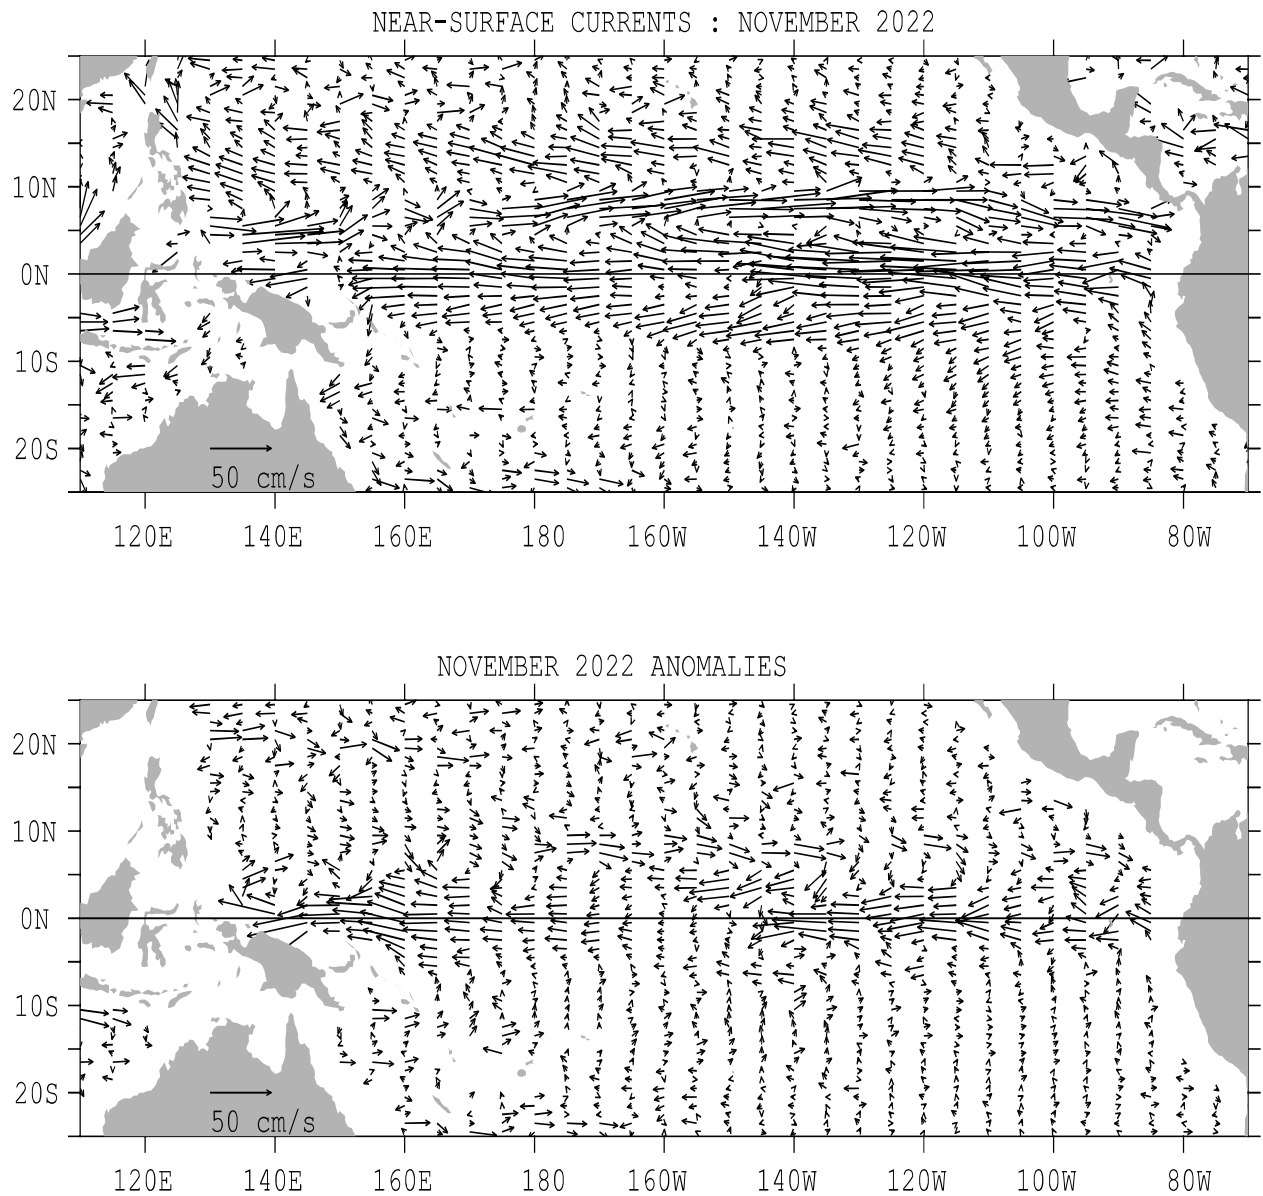 NEAR-SURFACE CURRENTS : NOVEMBER 2022
20N
10N
0N
10S
20S
50 cm/s
120E 140E 160E 180 160W 140W 120W 100W 80W
NOVEMBER 2022 ANOMALIES
20N
10N
0N
10S
20S
50 cm/s
120E 140E 160E 180 160W 140W 120W 100W 80W